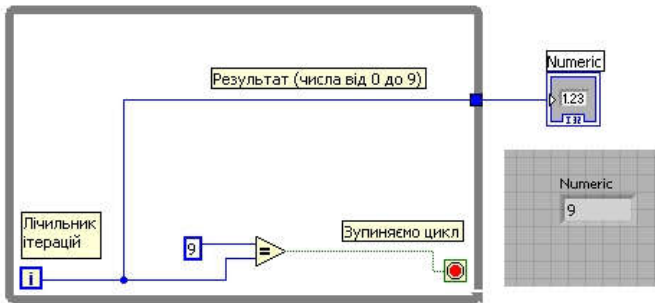 Результат (числа від 0 до 9)
Numeric
1.23
I32
Numeric
9
Лічильник
ітерацій
i
9
=
Зупиняємо цикл